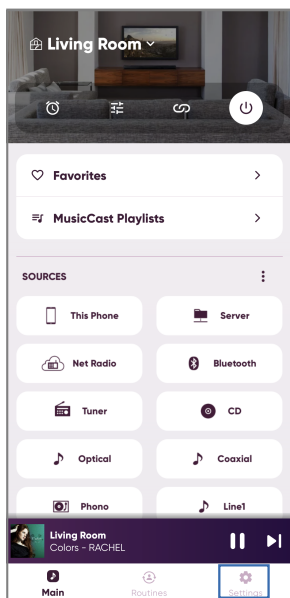 Living Room
Favorites
MusicCast Playlists
SOURCES
This Phone
Server
Net Radio
Bluetooth
Tuner
CD
Optical
Coaxial
Phono
Line1
Living Room
Colors - RACHEL
Main
Routines
Settings